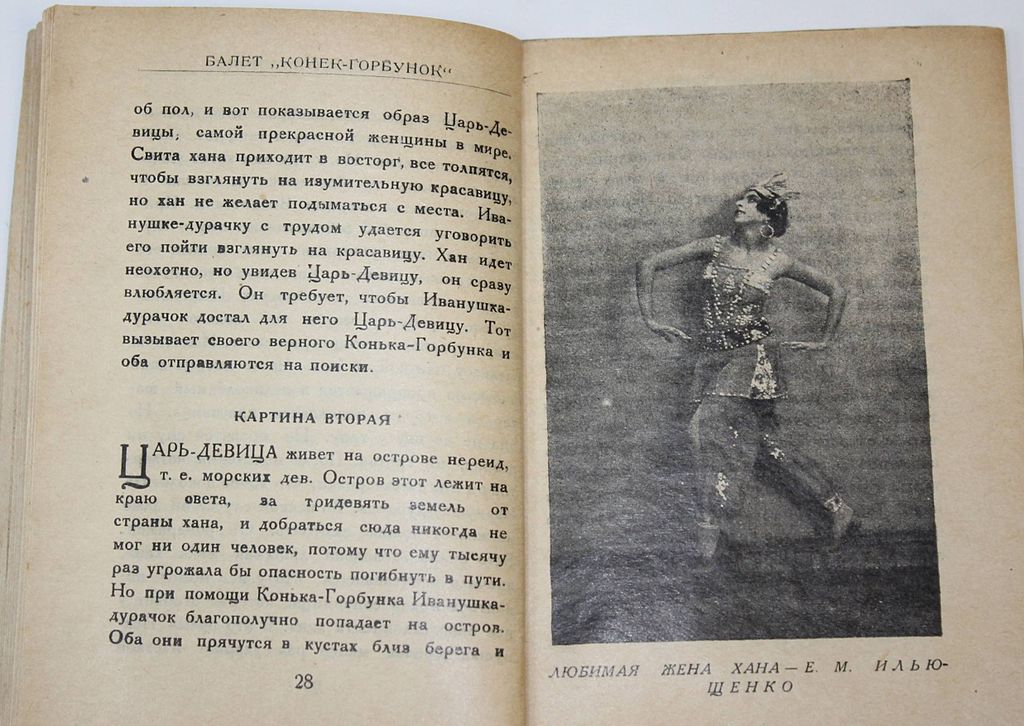 БАЛЕТ „КОНЕК-ГОРБУНОК“
об пол, и вот показывается образ Царь-Де-
вицы, самой прекрасной женщины в мире.
Свита хана приходит в восторг, все толпятся,
чтобы взглянуть на изумительную красавицу,
но хан не желает подыматься с места. Ива-
нушке-дурачку с трудом удается уговорить
его пойти взглянуть на красавицу. Хан идет
неохотно, но увидев Царь-Девицу, он сразу
влюбляется. Он требует, чтобы Иванушка-
дурачок достал для него Царь-Девицу. Тот
вызывает своего верного Конька-Горбунка и
оба отправляются на поиски.
КАРТИНА ВТОРАЯ
ЦАРЬ-ДЕВИЦА живет на острове нереид,
т. е. морских дев. Остров этот лежит на
краю света, за тридевять земель от
страны хана, и добраться сюда никогда не
мог ни один человек, потому что ему тысячу
раз угрожала бы опасность погибнуть в пути.
Но при помощи Конька-Горбунка Иванушка-
дурачок благополучно попадает на остров.
Оба они прячутся в кустах близ берега и
28
ЛЮБИМАЯ ЖЕНА ХАНА — Е. М. ИЛЬЮ-
ЩЕНКО